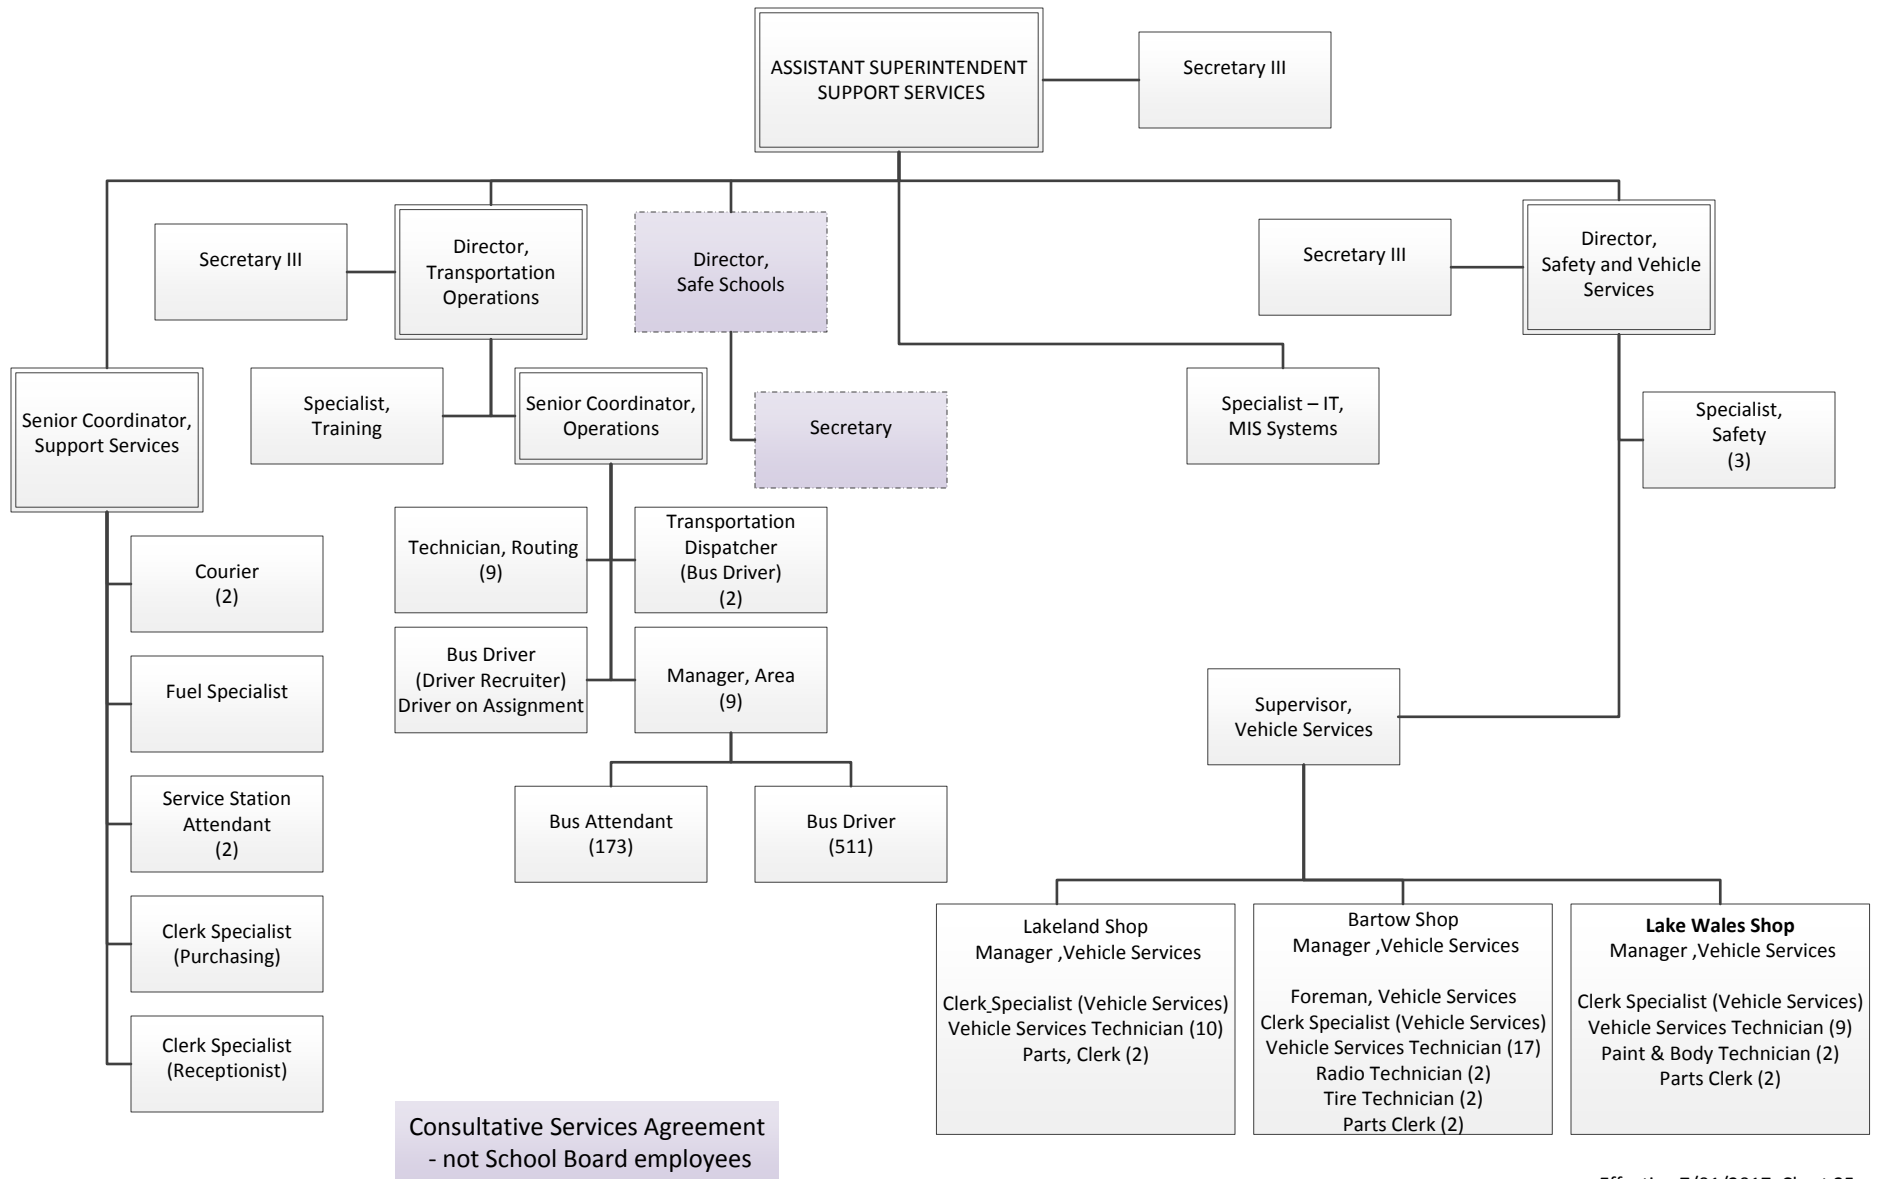 ASSISTANT SUPERINTENDENT
SUPPORT SERVICES
Secretary III
Secretary III
Director,
Transportation
Operations
Director,
Safe Schools
Secretary III
Director,
Safety and Vehicle
Services
Senior Coordinator,
Support Services
Specialist,
Training
Senior Coordinator,
Operations
Secretary
Specialist – IT,
MIS Systems
Specialist,
Safety
(3)
Courier
(2)
Fuel Specialist
Service Station
Attendant
(2)
Clerk Specialist
(Purchasing)
Clerk Specialist
(Receptionist)
Technician, Routing
(9)
Transportation
Dispatcher
(Bus Driver)
(2)
Bus Driver
(Driver Recruiter)
Driver on Assignment
Manager, Area
(9)
Bus Attendant
(173)
Bus Driver
(511)
Supervisor,
Vehicle Services
Lakeland Shop
Manager ,Vehicle Services
Clerk Specialist (Vehicle Services)
Vehicle Services Technician (10)
Parts, Clerk (2)
Bartow Shop
Manager ,Vehicle Services
Foreman, Vehicle Services
Clerk Specialist (Vehicle Services)
Vehicle Services Technician (17)
Radio Technician (2)
Tire Technician (2)
Parts Clerk (2)
Lake Wales Shop
Manager ,Vehicle Services
Clerk Specialist (Vehicle Services)
Vehicle Services Technician (9)
Paint & Body Technician (2)
Parts Clerk (2)
Consultative Services Agreement
- not School Board employees